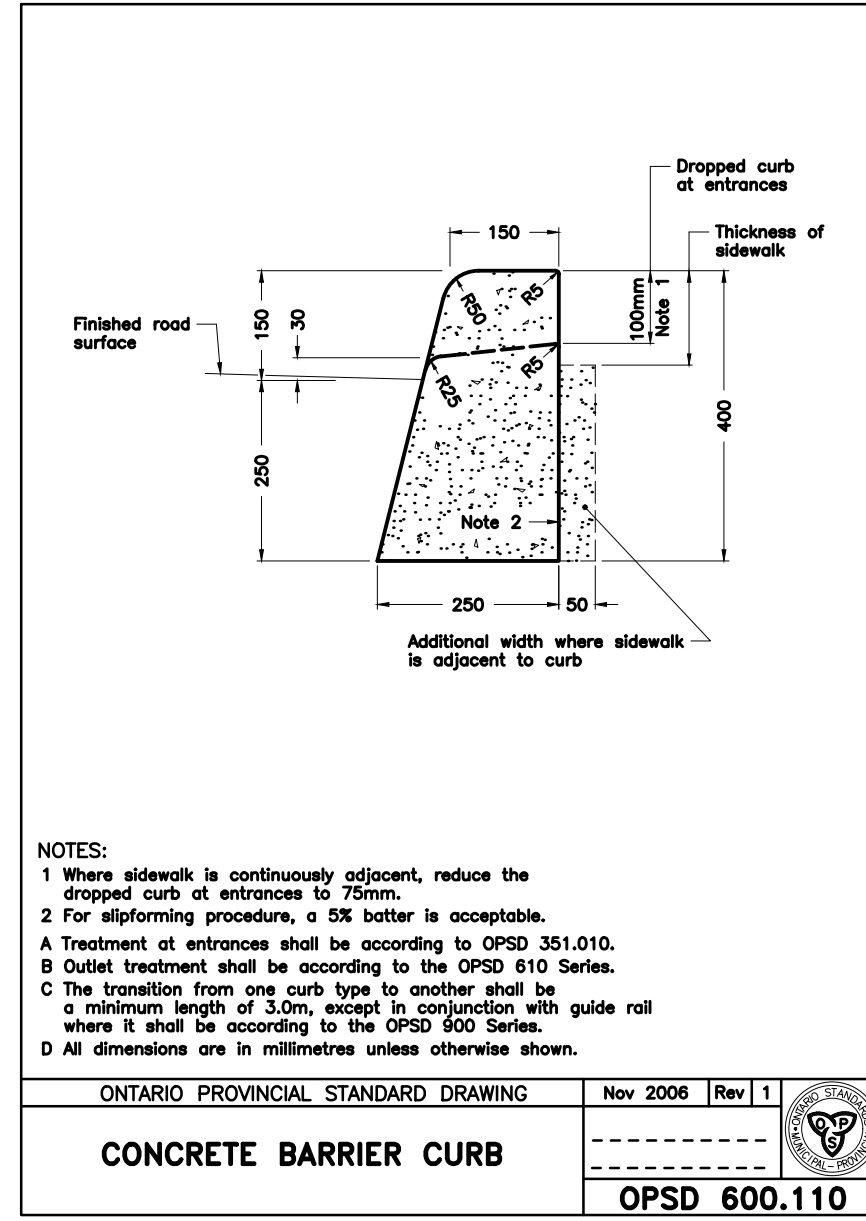 Dropped curb
at entrances
150
Thickness of
sidewalk
R50
R5
100mm
Note 1
Finished road
surface
150
30
R25
R5
400
250
Note 2
250
50
Additional width where sidewalk
is adjacent to curb
NOTES:
1 Where sidewalk is continuously adjacent, reduce the
dropped curb at entrances to 75mm.
2 For slipforming procedure, a 5% batter is acceptable.
A Treatment at entrances shall be according to OPSD 351.010.
B Outlet treatment shall be according to the OPSD 610 Series.
C The transition from one curb type to another shall be
a minimum length of 3.0m, except in conjunction with guide rail
where it shall be according to the OPSD 900 Series.
D All dimensions are in millimetres unless otherwise shown.
ONTARIO PROVINCIAL STANDARD DRAWING
Nov 2006 Rev 1
CONCRETE BARRIER CURB
OPSD 600.110
OPS
ONTARIO
MUNICIPAL